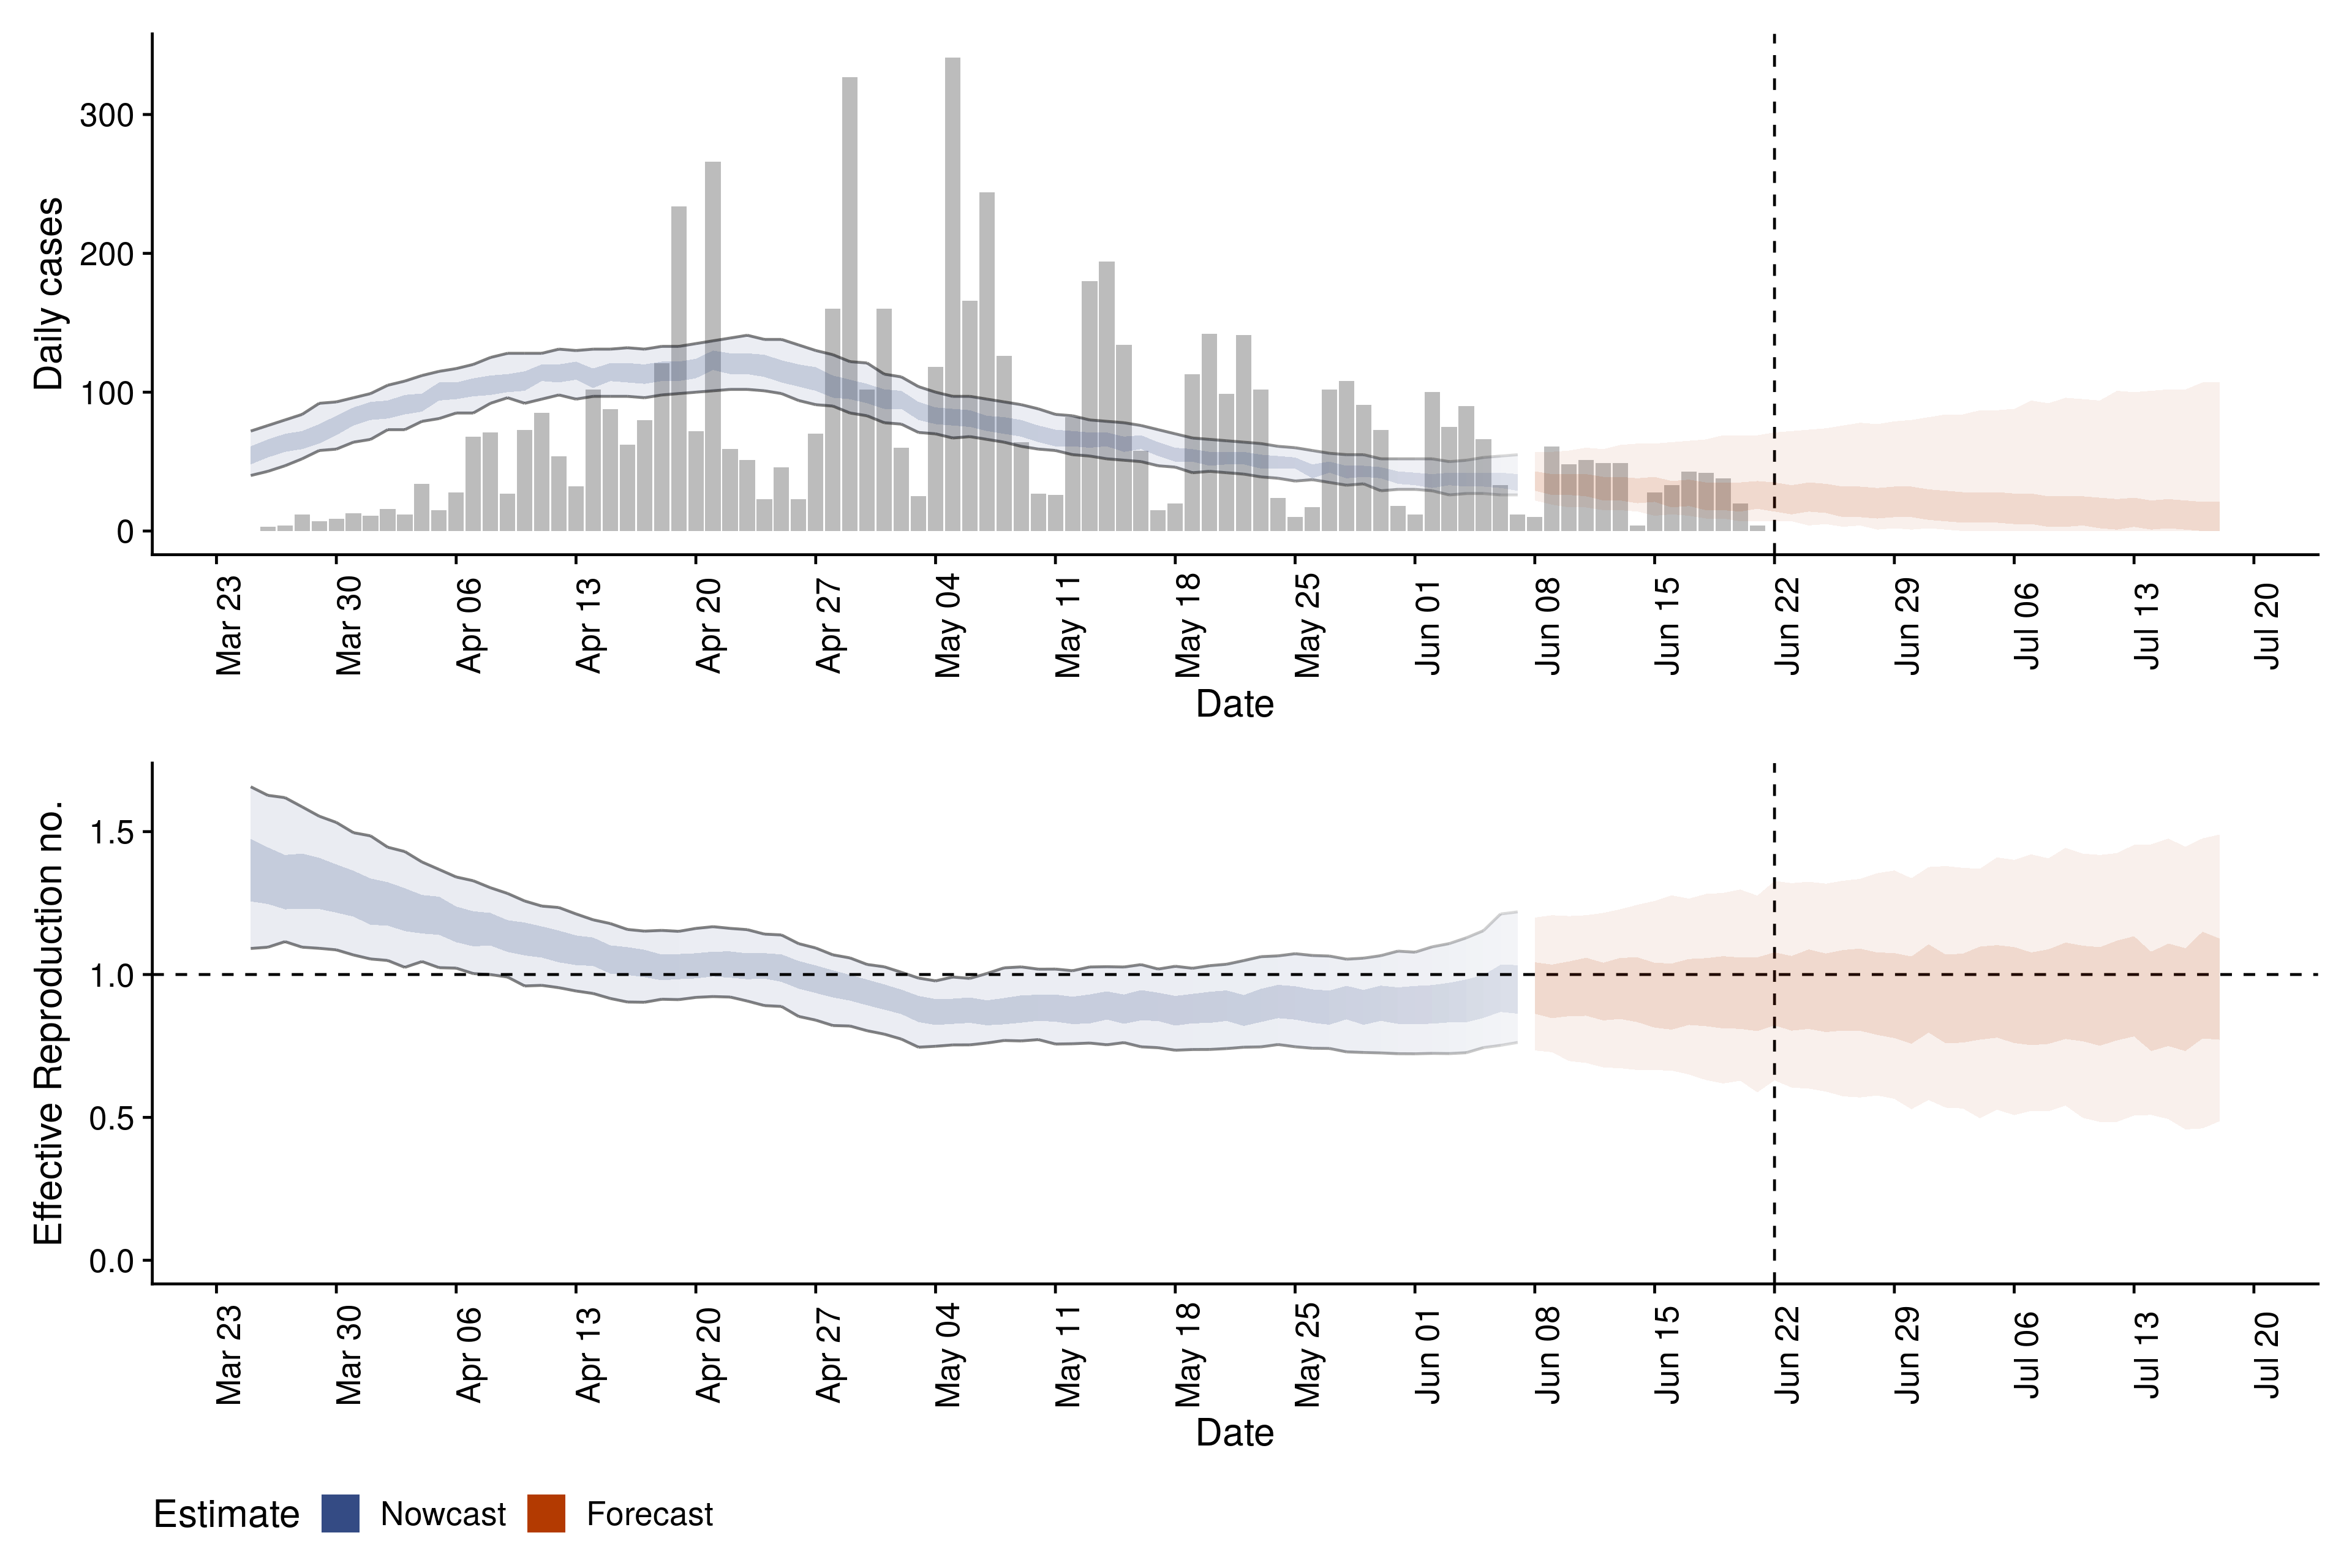 Daily cases
300
200
100
0
Mar 23
Mar 30
Apr 06
Apr 13
Apr 20
Apr 27
May 04
May 11
May 18
May 25
Jun 01
Jun 08
Jun 15
Jun 22
Jun 29
Jul 06
Jul 13
Jul 20
Date
Effective Reproduction no.
1.5
1.0
0.5
0.0
Mar 23
Mar 30
Apr 06
Apr 13
Apr 20
Apr 27
May 04
May 11
May 18
May 25
Jun 01
Jun 08
Jun 15
Jun 22
Jun 29
Jul 06
Jul 13
Jul 20
Date
Estimate Nowcast Forecast